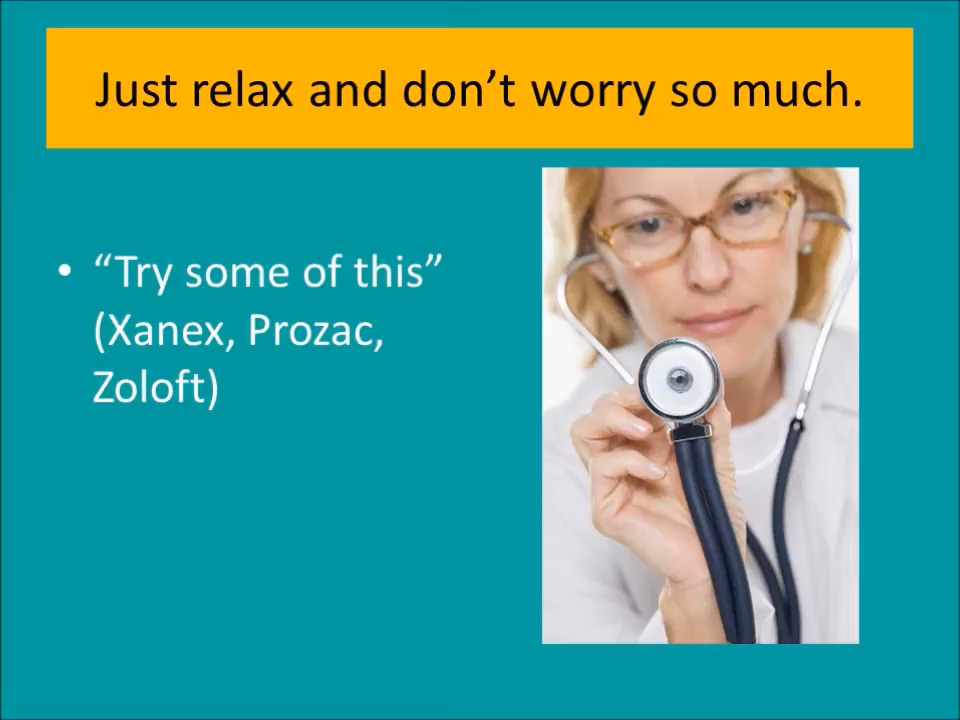 Just relax and don’t worry so much.
• “Try some of this”
(Xanex, Prozac,
Zoloft)